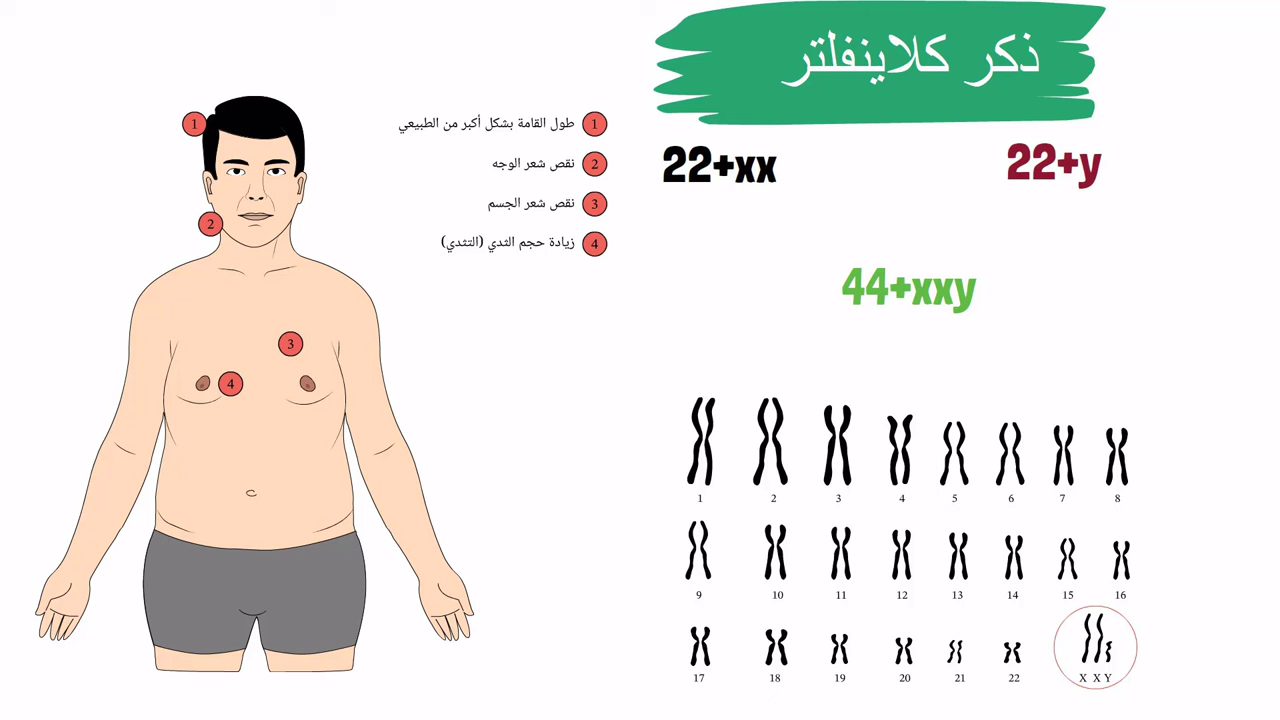 ذكر كلاينفلتر
22+xx
22+y
44+xxy
1 طول القامة بشكل أكبر من الطبيعي
2 نقص شعر الوجه
3 نقص شعر الجسم
4 زيادة حجم الثدي (التثدي)
1
2
3
4
1 2 3 4 5 6 7 8
9 10 11 12 13 14 15 16
17 18 19 20 21 22 X X Y